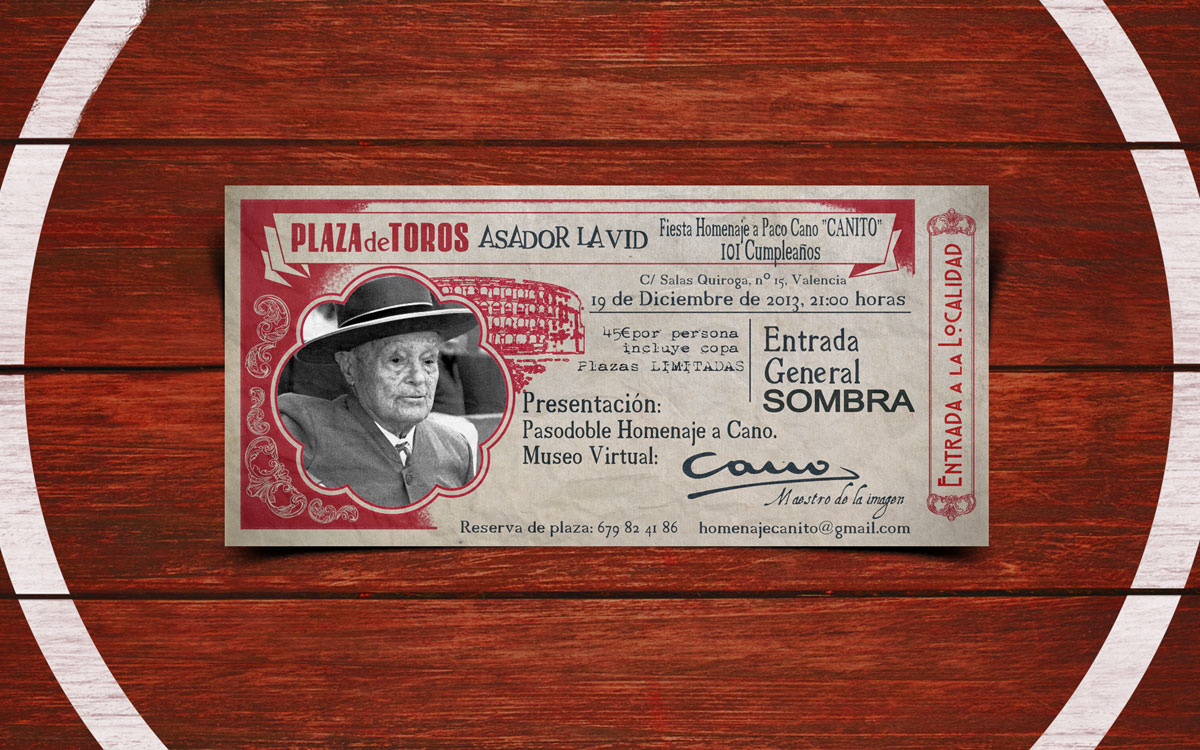 PLAZA de TOROS ASADOR LA VID
Fiesta Homenaje a Paco Cano "CANITO"
101 Cumpleaños
C/ Salas Quiroga, nº 15, Valencia
19 de Diciembre de 2013, 21:00 horas
45€ por persona
incluye copa
Plazas LIMITADAS
Entrada
General
SOMBRA
Presentación:
Pasodoble Homenaje a Cano.
Museo Virtual:
Cano
Maestro de la imagen
Reserva de plaza: 679 82 41 86 homenajecanito@gmail.com
ENTRADA A LA LOCALIDAD